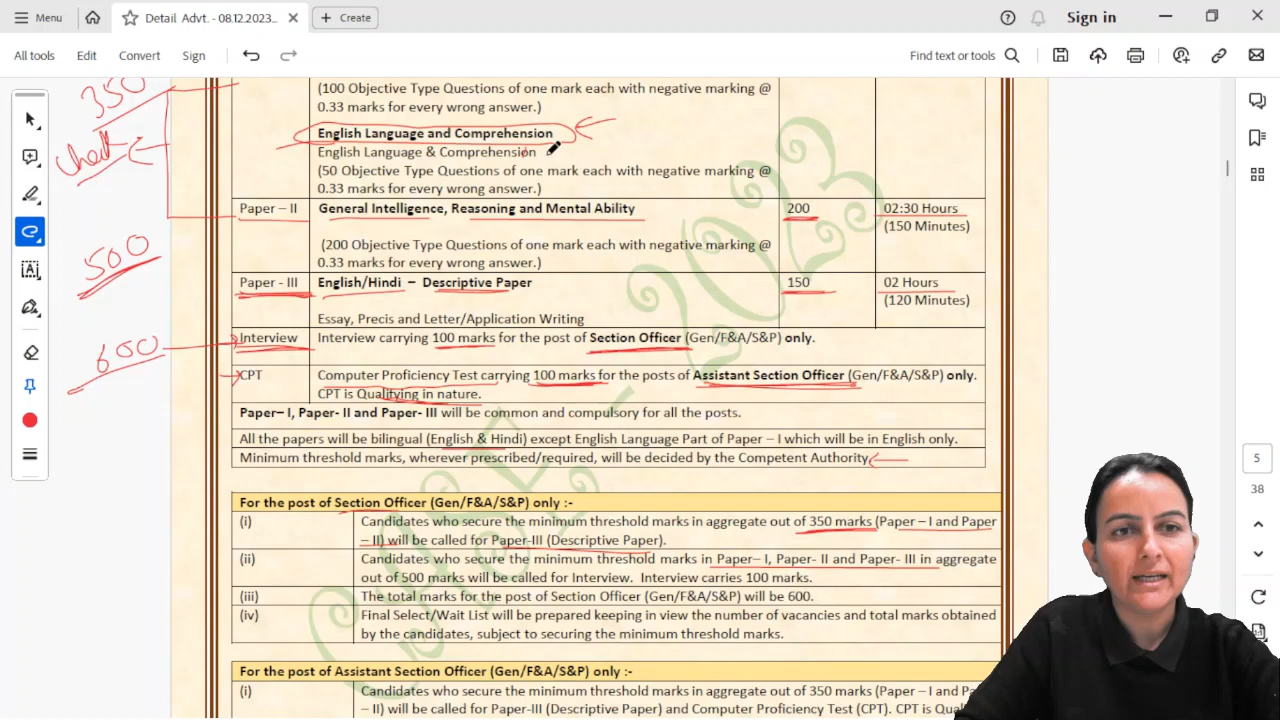 Menu
Detail Advt. - 08.12.2023...
Create
Sign in
All tools
Edit
Convert
Sign
Find text or tools
350
check
500
600
(100 Objective Type Questions of one mark each with negative marking @
0.33 marks for every wrong answer.)
English Language and Comprehension
English Language & Comprehension
(50 Objective Type Questions of one mark each with negative marking @
0.33 marks for every wrong answer.)
Paper – II General Intelligence, Reasoning and Mental Ability 200 02:30 Hours
(150 Minutes)
(200 Objective Type Questions of one mark each with negative marking @
0.33 marks for every wrong answer.)
Paper - III English/Hindi – Descriptive Paper 150 02 Hours
(120 Minutes)
Essay, Precis and Letter/Application Writing
Interview Interview carrying 100 marks for the post of Section Officer (Gen/F&A/S&P) only.
CPT Computer Proficiency Test carrying 100 marks for the posts of Assistant Section Officer (Gen/F&A/S&P) only.
CPT is Qualifying in nature.
Paper– I, Paper- II and Paper- III will be common and compulsory for all the posts.
All the papers will be bilingual (English & Hindi) except English Language Part of Paper – I which will be in English only.
Minimum threshold marks, wherever prescribed/required, will be decided by the Competent Authority
For the post of Section Officer (Gen/F&A/S&P) only :-
(i) Candidates who secure the minimum threshold marks in aggregate out of 350 marks (Paper – I and Paper
– II) will be called for Paper-III (Descriptive Paper).
(ii) Candidates who secure the minimum threshold marks in Paper– I, Paper- II and Paper- III in aggregate
out of 500 marks will be called for Interview. Interview carries 100 marks.
(iii) The total marks for the post of Section Officer (Gen/F&A/S&P) will be 600.
(iv) Final Select/Wait List will be prepared keeping in view the number of vacancies and total marks obtained
by the candidates, subject to securing the minimum threshold marks.
For the post of Assistant Section Officer (Gen/F&A/S&P) only :-
(i) Candidates who secure the minimum threshold marks in aggregate out of 350 marks (Paper – I and Pa
– II) will be called for Paper-III (Descriptive Paper) and Computer Proficiency Test (CPT). CPT is Qual
5
38
CASE - 2023